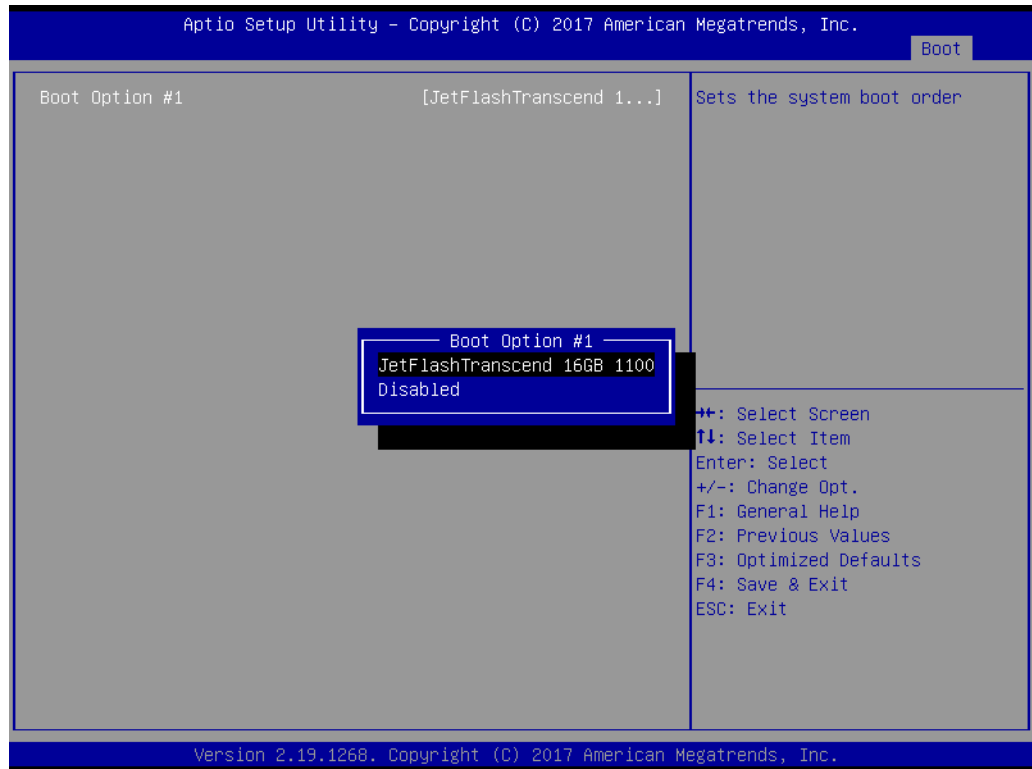 Aptio Setup Utility – Copyright (C) 2017 American Megatrends, Inc.
Boot
Boot Option #1 [JetFlashTranscend 1...]
Sets the system boot order
Boot Option #1
JetFlashTranscend 16GB 1100
Disabled
→←: Select Screen
↑↓: Select Item
Enter: Select
+/-: Change Opt.
F1: General Help
F2: Previous Values
F3: Optimized Defaults
F4: Save & Exit
ESC: Exit
Version 2.19.1268. Copyright (C) 2017 American Megatrends, Inc.